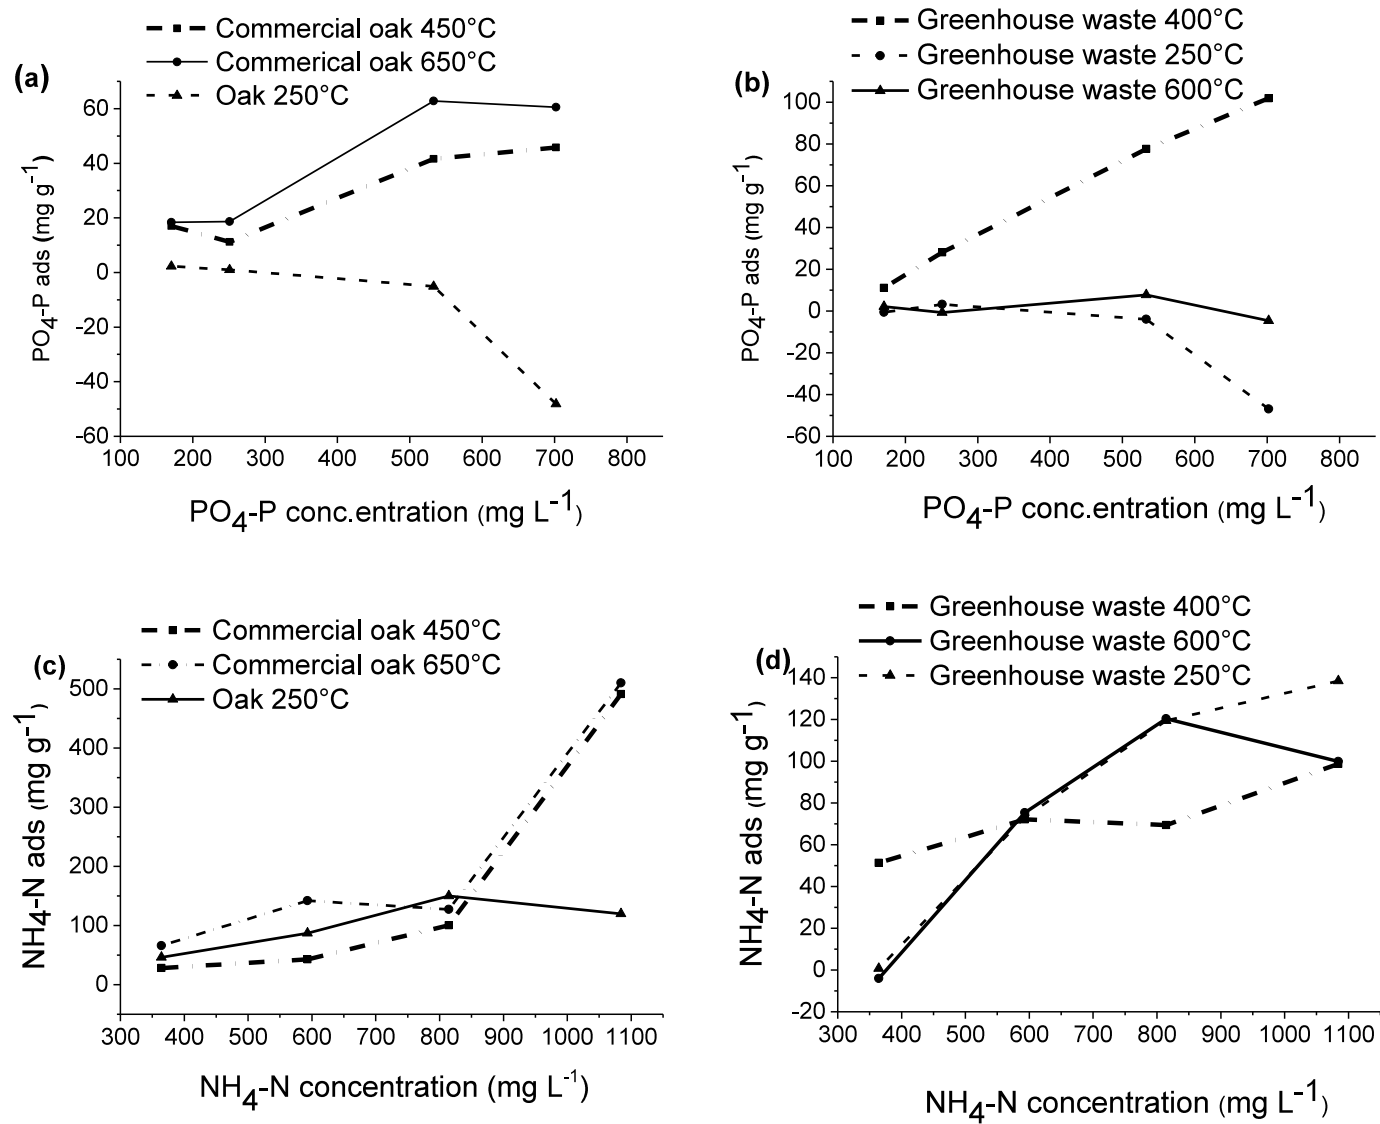 (a)
Commercial oak 450°C
Commerical oak 650°C
Oak 250°C
PO4-P ads (mg g-1)
60
40
20
0
-20
-40
-60
100 200 300 400 500 600 700 800
PO4-P conc.entration (mg L-1)
(b)
Greenhouse waste 400°C
Greenhouse waste 250°C
Greenhouse waste 600°C
PO4-P ads (mg g-1)
100
80
60
40
20
0
-20
-40
-60
100 200 300 400 500 600 700 800
PO4-P conc.entration (mg L-1)
(c)
Commercial oak 450°C
Commercial oak 650°C
Oak 250°C
NH4-N ads (mg g-1)
500
400
300
200
100
0
300 400 500 600 700 800 900 1000 1100
NH4-N concentration (mg L-1)
(d)
Greenhouse waste 400°C
Greenhouse waste 600°C
Greenhouse waste 250°C
NH4-N ads (mg g-1)
140
120
100
80
60
40
20
0
-20
300 400 500 600 700 800 900 1000 1100
NH4-N concentration (mg L-1)